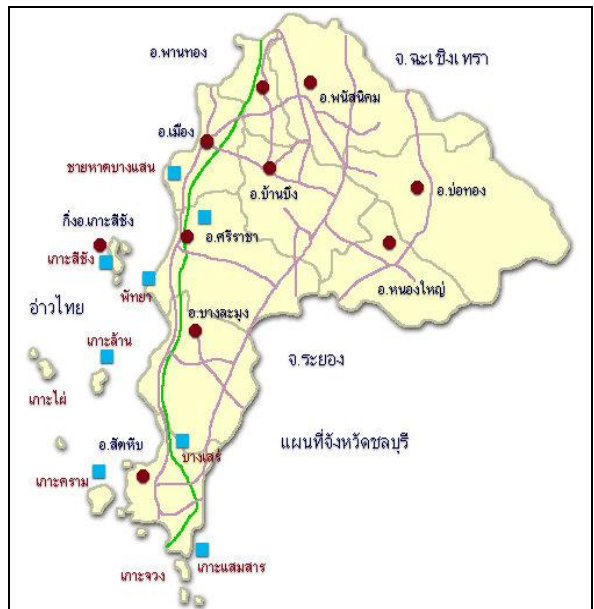 อ.พานทอง
จ.ฉะเชิงเทรา
อ.พนัสนิคม
อ.เมือง
ชายหาดบางแสน
อ.บ้านบึง
อ.บ่อทอง
กิ่งอ.เกาะสีชัง
อ.ศรีราชา
เกาะสีชัง
พัทยา
อ.หนองใหญ่
อ่าวไทย
อ.บางละมุง
เกาะล้าน
จ.ระยอง
เกาะไผ่
อ.สัตหีบ
บางเสร่
แผนที่จังหวัดชลบุรี
เกาะคราม
เกาะจวง
เกาะแสมสาร